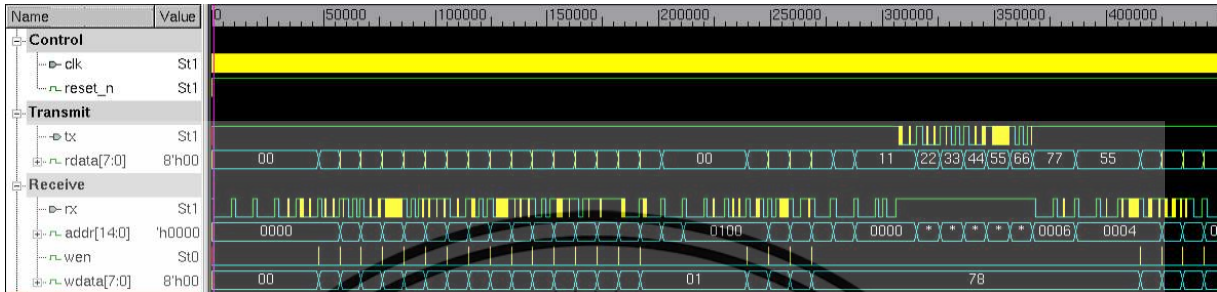 Name Value 0 |50000 |100000 |150000 |200000 |250000 |300000 |350000 |400000
Control
clk St1
reset_n St1
Transmit
tx St1
rdata[7:0] 8'h00 00 00 11 22 33 44 55 66 77 55
Receive
rx St1
addr[14:0] 'h0000 0000 0100 0000 * * * * * 0006 0004 0
wen St0
wdata[7:0] 8'h00 00 01 78